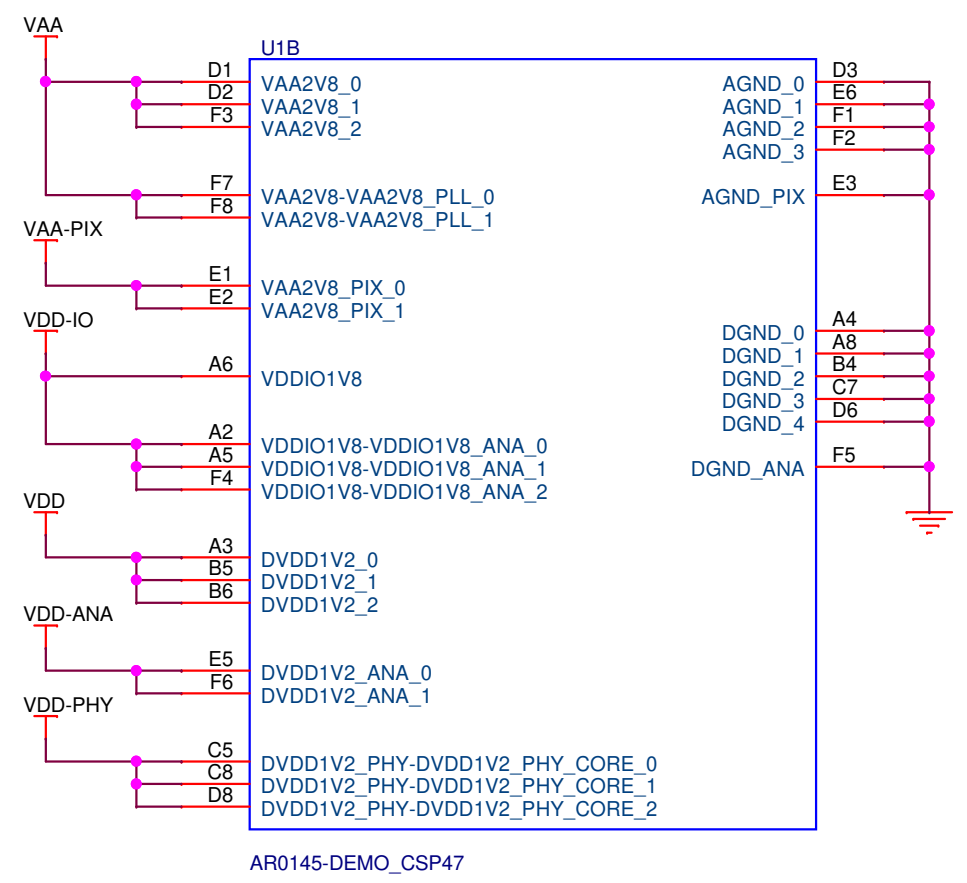 VAA
U1B
D1 VAA2V8_0 AGND_0 D3
D2 VAA2V8_1 AGND_1 E6
F3 VAA2V8_2 AGND_2 F1
AGND_3 F2
F7 VAA2V8-VAA2V8_PLL_0 AGND_PIX E3
F8 VAA2V8-VAA2V8_PLL_1
VAA-PIX
E1 VAA2V8_PIX_0
E2 VAA2V8_PIX_1
VDD-IO
DGND_0 A4
DGND_1 A8
A6 VDDIO1V8 DGND_2 B4
DGND_3 C7
DGND_4 D6
A2 VDDIO1V8-VDDIO1V8_ANA_0
A5 VDDIO1V8-VDDIO1V8_ANA_1 DGND_ANA F5
F4 VDDIO1V8-VDDIO1V8_ANA_2
VDD
A3 DVDD1V2_0
B5 DVDD1V2_1
B6 DVDD1V2_2
VDD-ANA
E5 DVDD1V2_ANA_0
F6 DVDD1V2_ANA_1
VDD-PHY
C5 DVDD1V2_PHY-DVDD1V2_PHY_CORE_0
C8 DVDD1V2_PHY-DVDD1V2_PHY_CORE_1
D8 DVDD1V2_PHY-DVDD1V2_PHY_CORE_2
AR0145-DEMO_CSP47